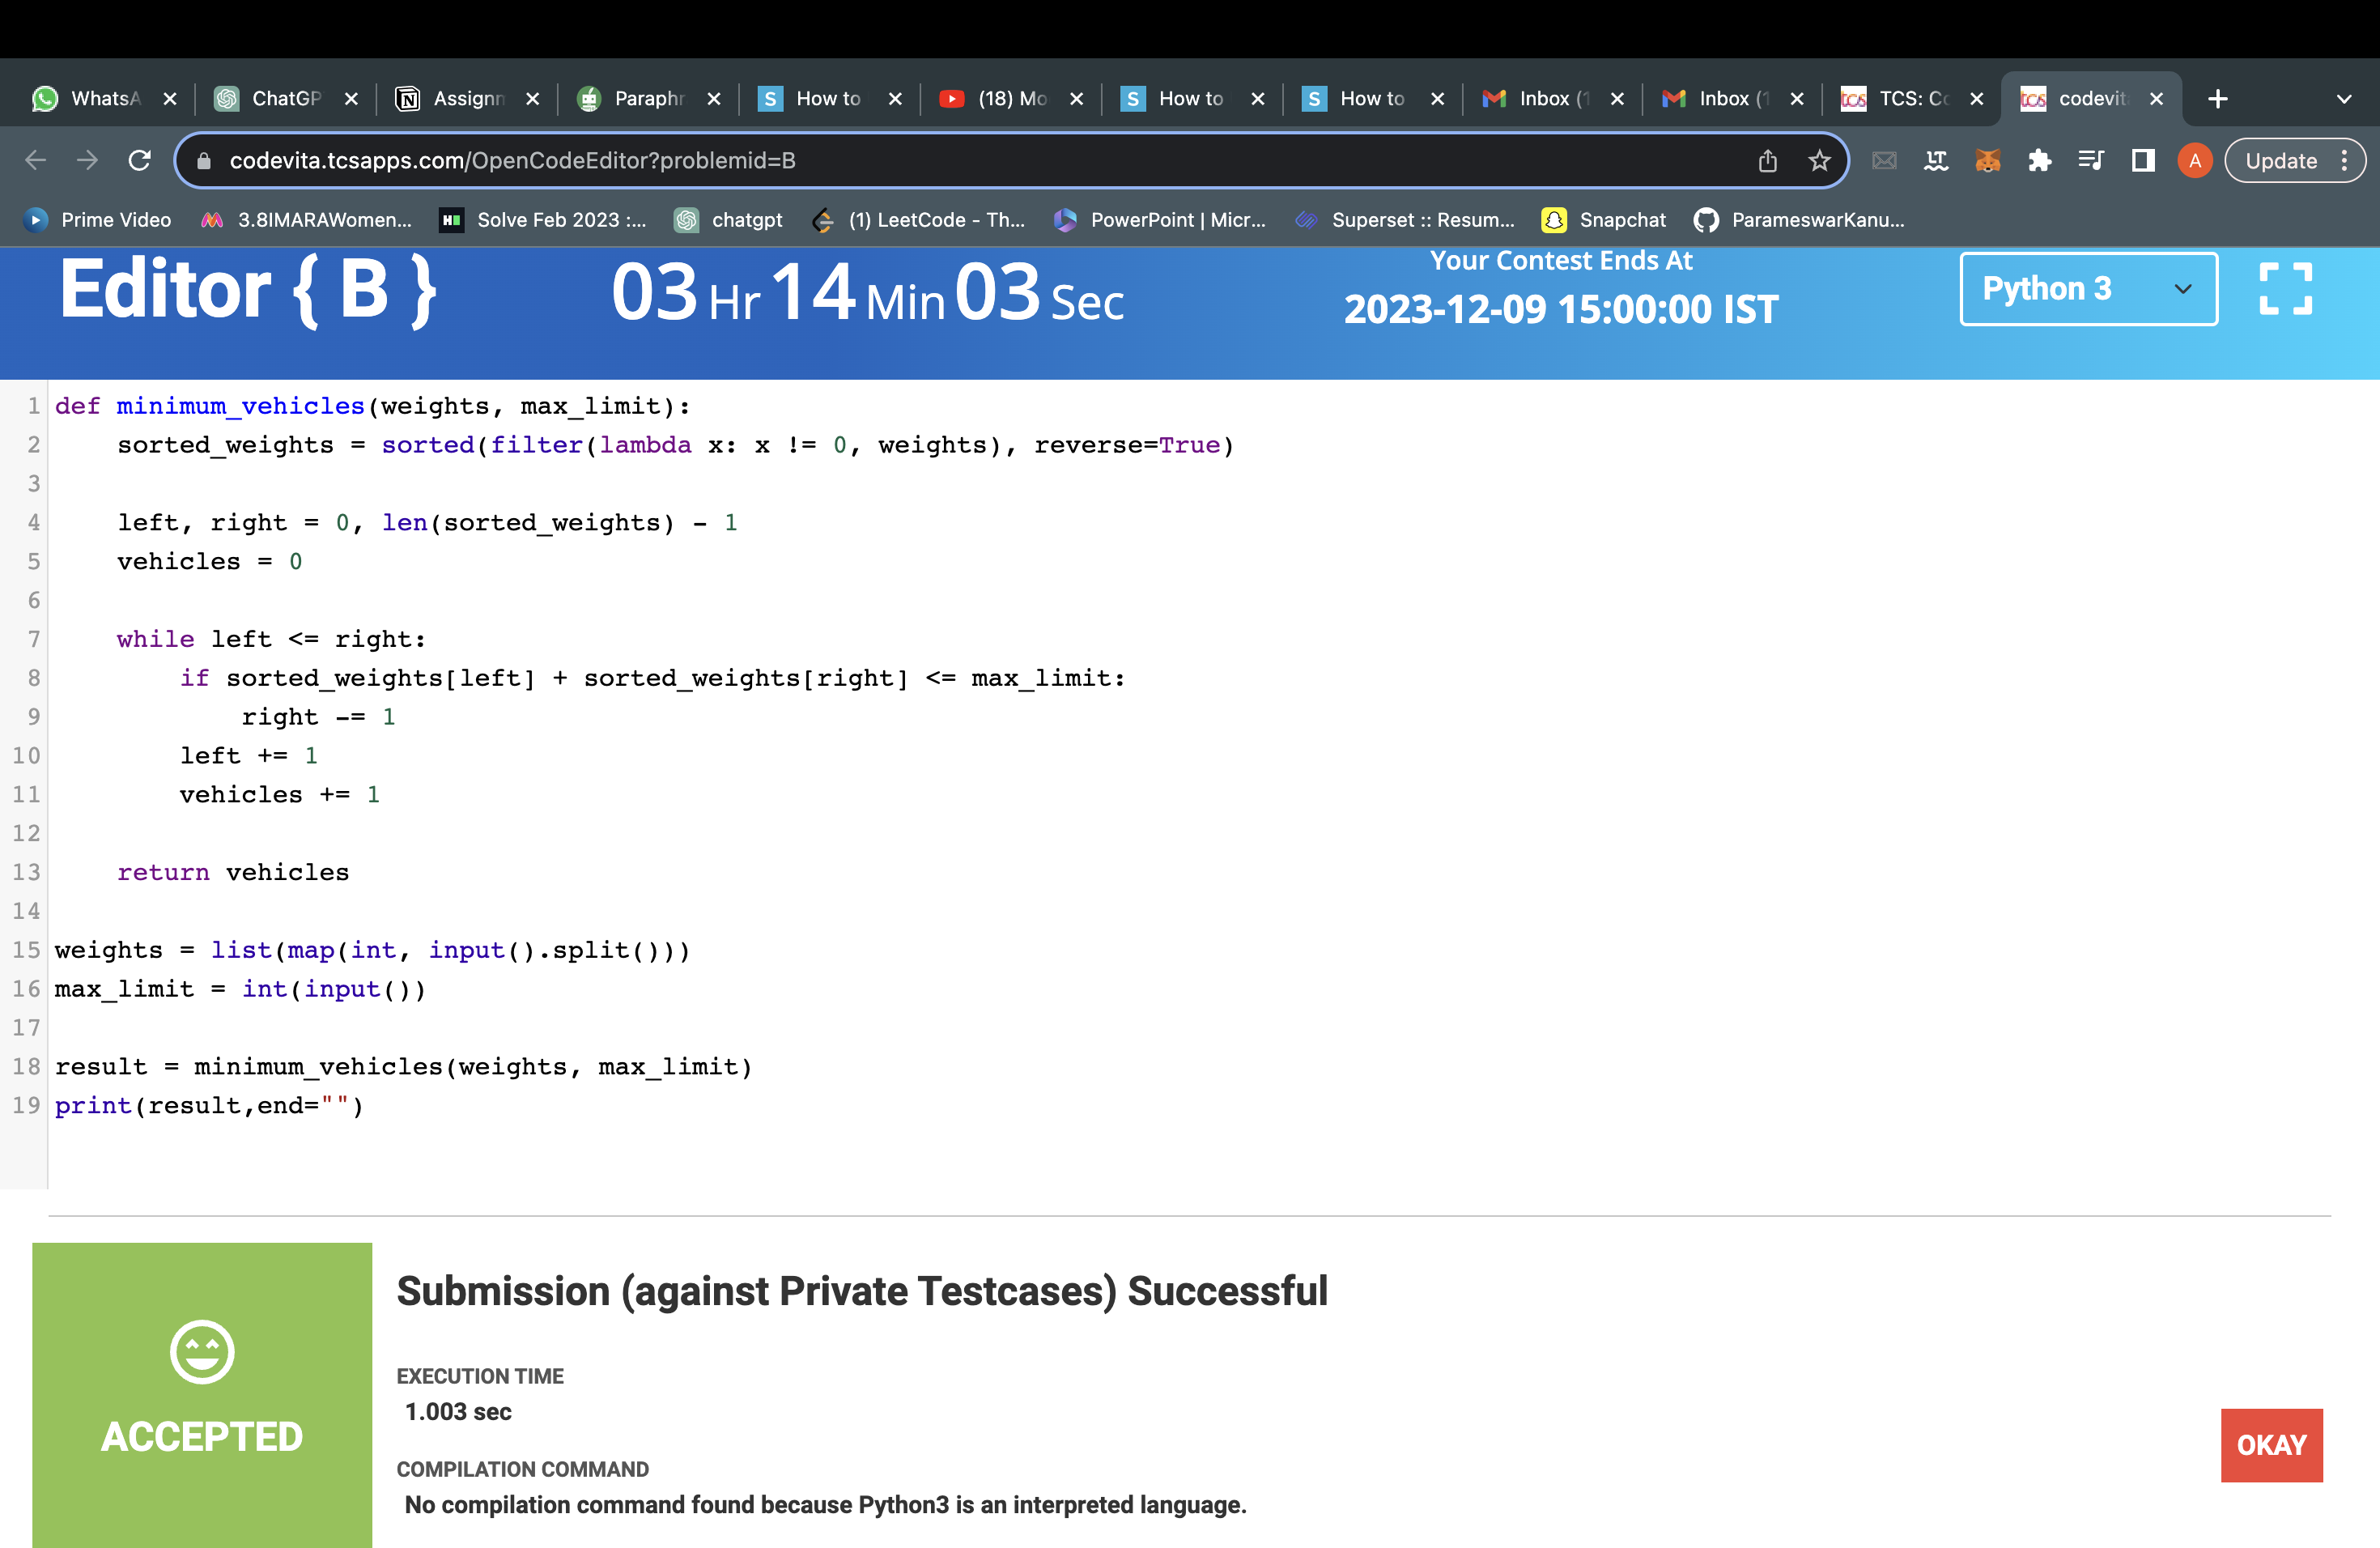 WhatsA ChatGP Assignn Paraphr How to (18) Mo How to How to Inbox (1 Inbox (1 TCS: Co codevit
codevita.tcsapps.com/OpenCodeEditor?problemid=B A Update
Prime Video 3.8IMARAWomen... Solve Feb 2023 :... chatgpt (1) LeetCode - Th... PowerPoint | Micr... Superset :: Resum... Snapchat ParameswarKanu...
Editor { B } 03 Hr 14 Min 03 Sec
Your Contest Ends At
2023-12-09 15:00:00 IST
Python 3
1 def minimum_vehicles(weights, max_limit):
2     sorted_weights = sorted(filter(lambda x: x != 0, weights), reverse=True)
3
4     left, right = 0, len(sorted_weights) - 1
5     vehicles = 0
6
7     while left <= right:
8         if sorted_weights[left] + sorted_weights[right] <= max_limit:
9             right -= 1
10         left += 1
11         vehicles += 1
12
13     return vehicles
14
15 weights = list(map(int, input().split()))
16 max_limit = int(input())
17
18 result = minimum_vehicles(weights, max_limit)
19 print(result,end="")
Submission (against Private Testcases) Successful
EXECUTION TIME
1.003 sec
ACCEPTED
OKAY
COMPILATION COMMAND
No compilation command found because Python3 is an interpreted language.